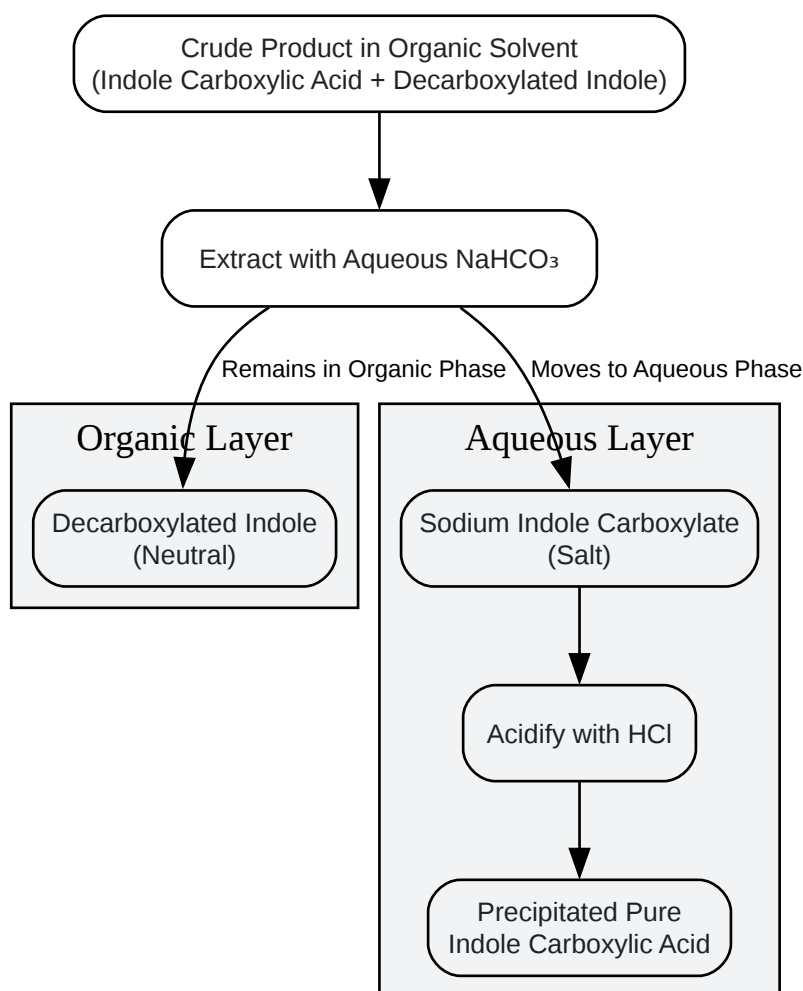 Crude Product in Organic Solvent
(Indole Carboxylic Acid + Decarboxylated Indole)
Extract with Aqueous NaHCO₃
Remains in Organic Phase
Moves to Aqueous Phase
Organic Layer
Decarboxylated Indole
(Neutral)
Aqueous Layer
Sodium Indole Carboxylate
(Salt)
Acidify with HCl
Precipitated Pure
Indole Carboxylic Acid